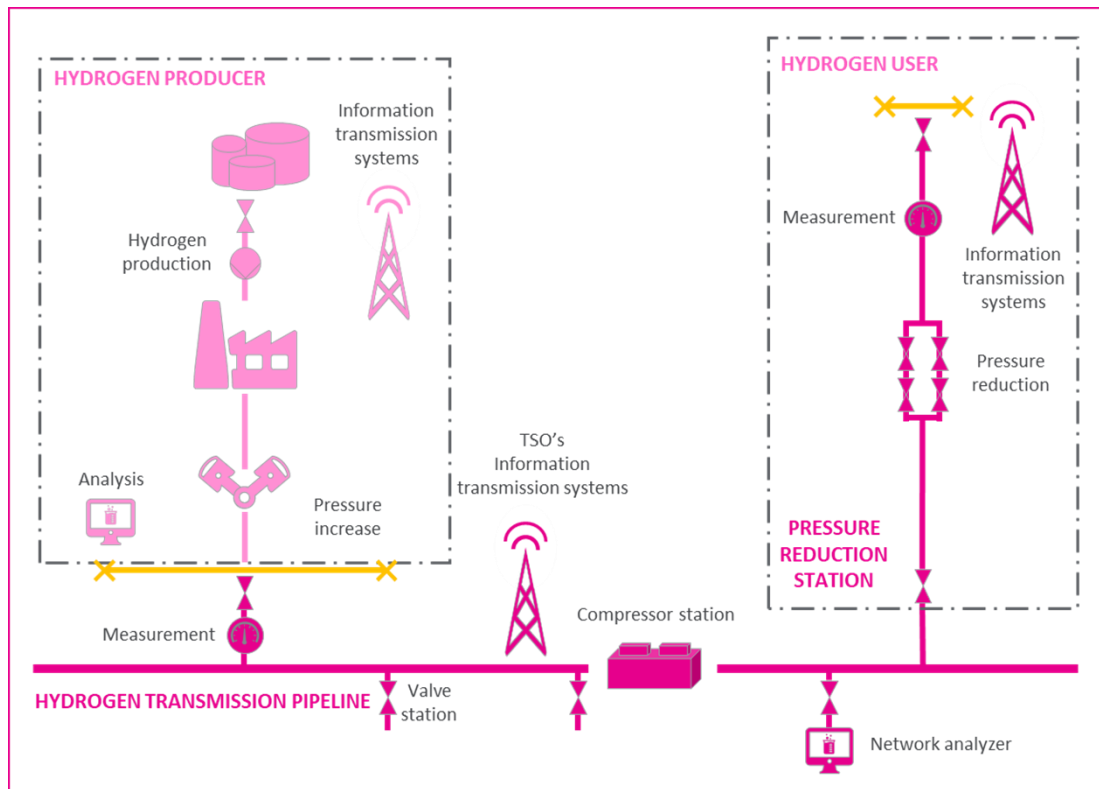 HYDROGEN PRODUCER
Information
transmission
systems
Hydrogen
production
Analysis
Pressure
increase
Measurement
TSO's
Information
transmission systems
Compressor station
HYDROGEN TRANSMISSION PIPELINE
Valve
station
HYDROGEN USER
Measurement
Information
transmission
systems
Pressure
reduction
PRESSURE
REDUCTION
STATION
Network analyzer